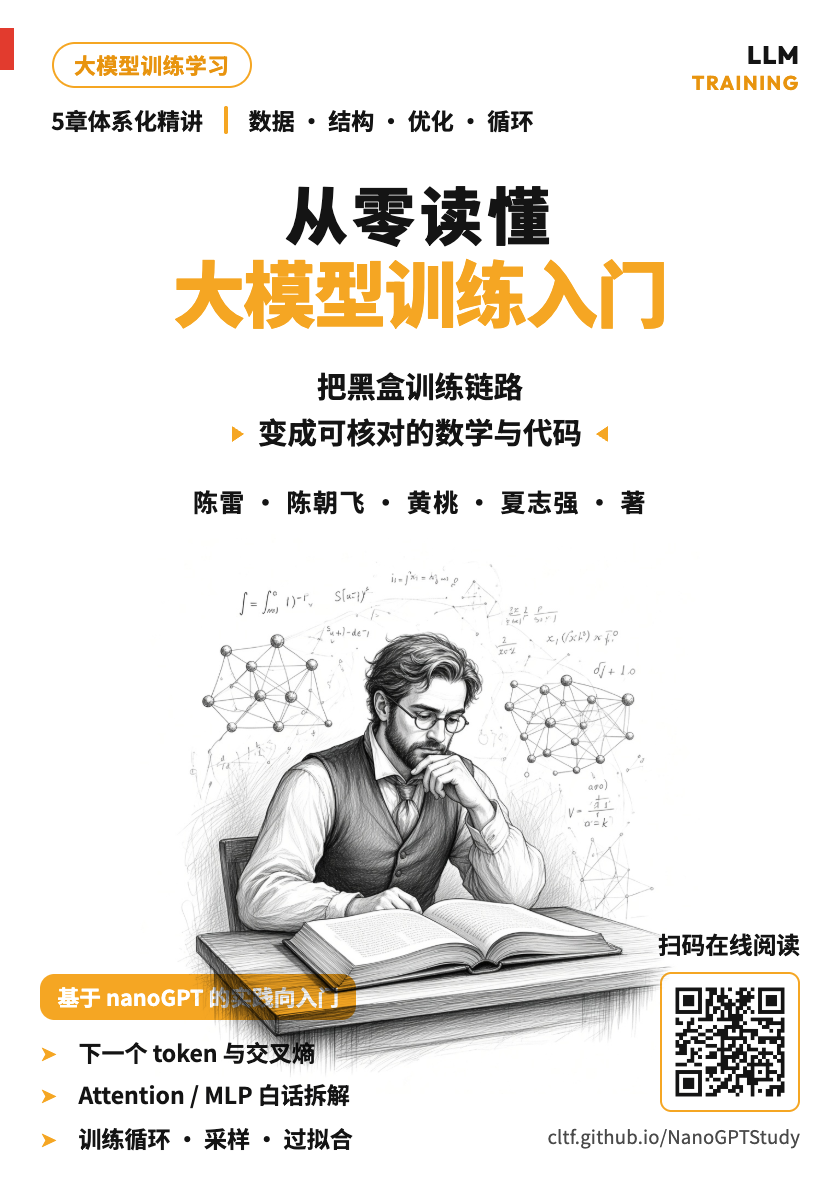 大模型训练学习
LLM
TRAINING
5章体系化精讲 | 数据 · 结构 · 优化 · 循环
从零读懂
大模型训练入门
把黑盒训练链路
变成可核对的数学与代码
陈雷 · 陈朝飞 · 黄桃 · 夏志强 · 著
扫码在线阅读
基于 nanoGPT 的实践向入门
➤ 下一个 token 与交叉熵
➤ Attention / MLP 白话拆解
➤ 训练循环 · 采样 · 过拟合
cltf.github.io/NanoGPTStudy